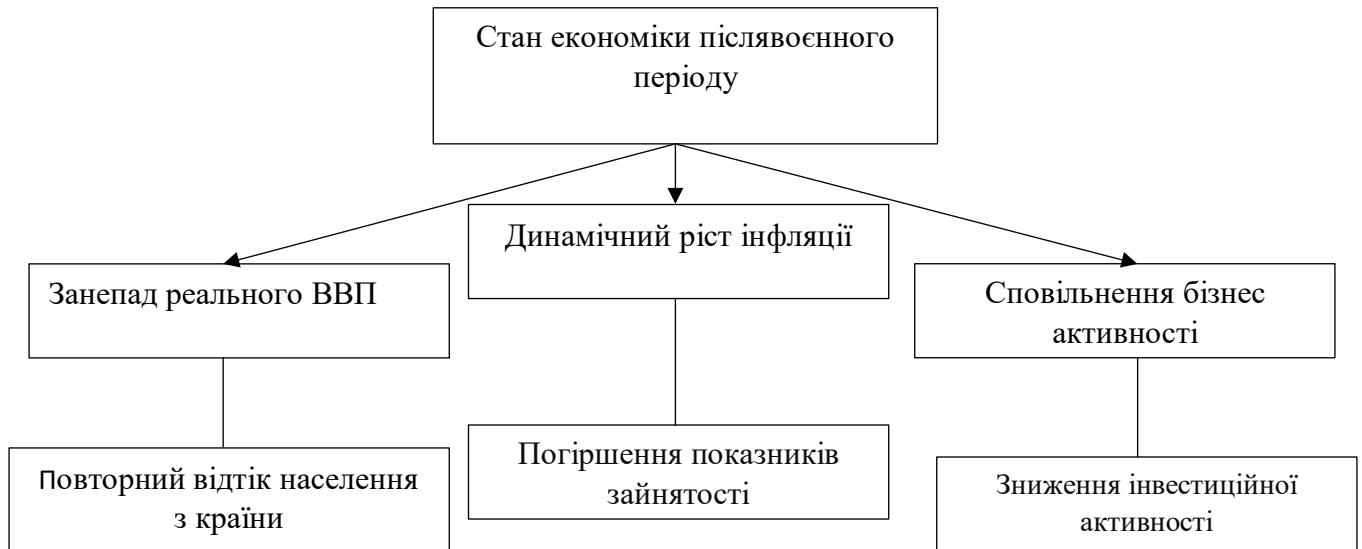 Стан економіки післявоєнного
періоду
Динамічний ріст інфляції
Занепад реального ВВП
Сповільнення бізнес
активності
Повторний відтік населення
з країни
Погіршення показників
зайнятості
Зниження інвестиційної
активності